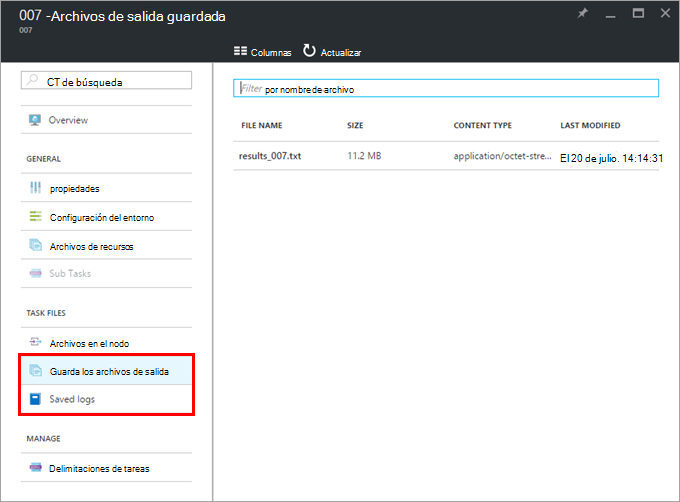 007 -Archivos de salida guardada
007
Columnas Actualizar
CT de búsqueda
Overview
GENERAL
propiedades
Configuración del entorno
Archivos de recursos
Sub Tasks
TASK FILES
Archivos en el nodo
Guarda los archivos de salida
Saved logs
MANAGE
Delimitaciones de tareas
Filter por nombre de archivo
FILE NAME SIZE CONTENT TYPE LAST MODIFIED
results_007.txt 11.2 MB application/octet-stre... El 20 de julio. 14:14:31